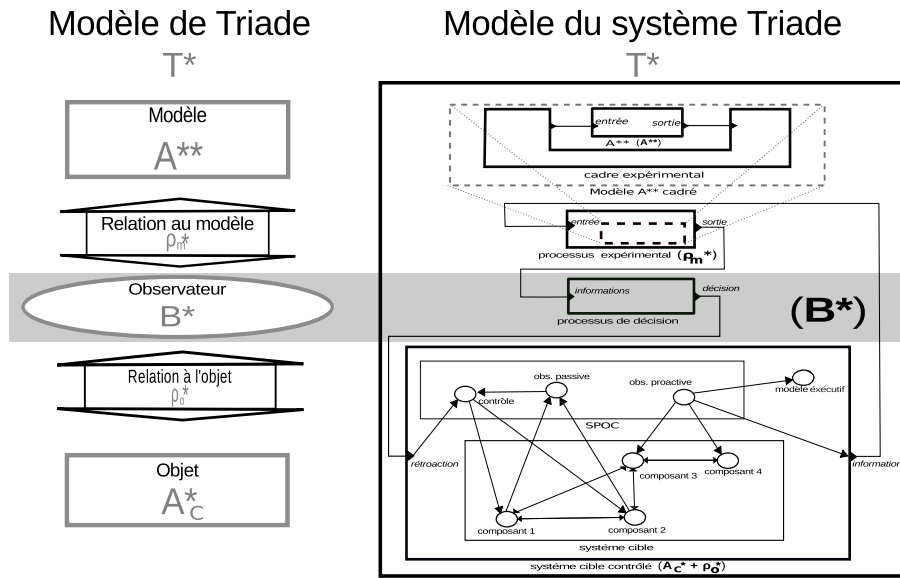 Modèle de Triade
T*
Modèle
A**
Relation au modèle
ρm*
Observateur
B*
Relation à l'objet
ρo*
Objet
A*C
Modèle du système Triade
T*
entrée
sortie
A** (A**)
cadre expérimental
Modèle A** cadré
entrée
sortie
processus expérimental (ρm*)
informations
décision
processus de décision
(B*)
obs. passive
obs. proactive
contrôle
modèle éxécutif
SPOC
rétroaction
information
composant 3
composant 4
composant 1
composant 2
système cible
système cible contrôlé (Ac* + ρo*)